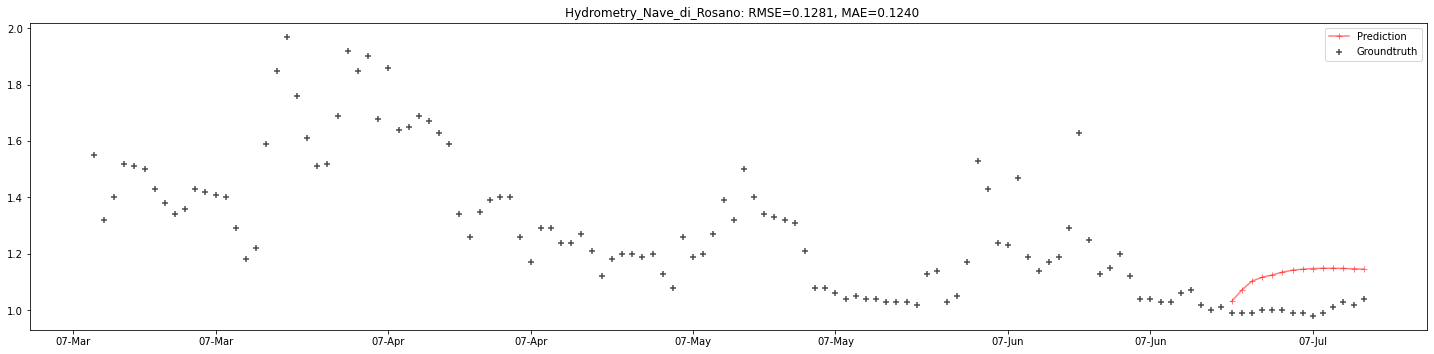 Hydrometry_Nave_di_Rosano: RMSE=0.1281, MAE=0.1240
Prediction
Groundtruth
2.0
1.8
1.6
1.4
1.2
1.0
07-Mar 07-Mar 07-Apr 07-Apr 07-May 07-May 07-Jun 07-Jun 07-Jul